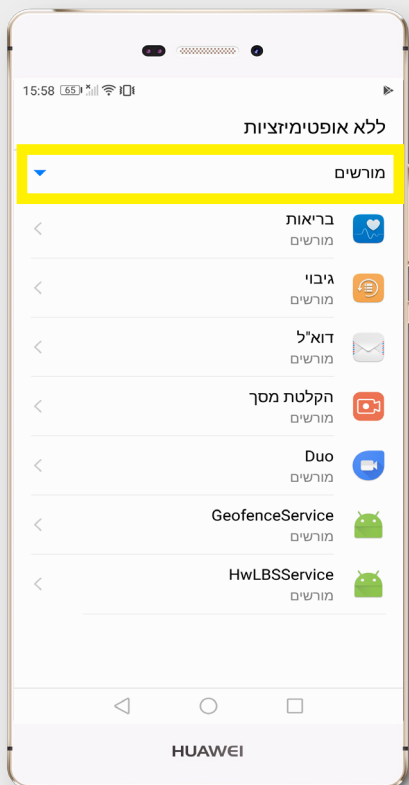 15:58 65
ללא אופטימיזציות
מורשים
בריאות
מורשים
גיבוי
מורשים
דוא"ל
מורשים
הקלטת מסך
מורשים
Duo
מורשים
GeofenceService
מורשים
HwLBSService
מורשים
HUAWEI